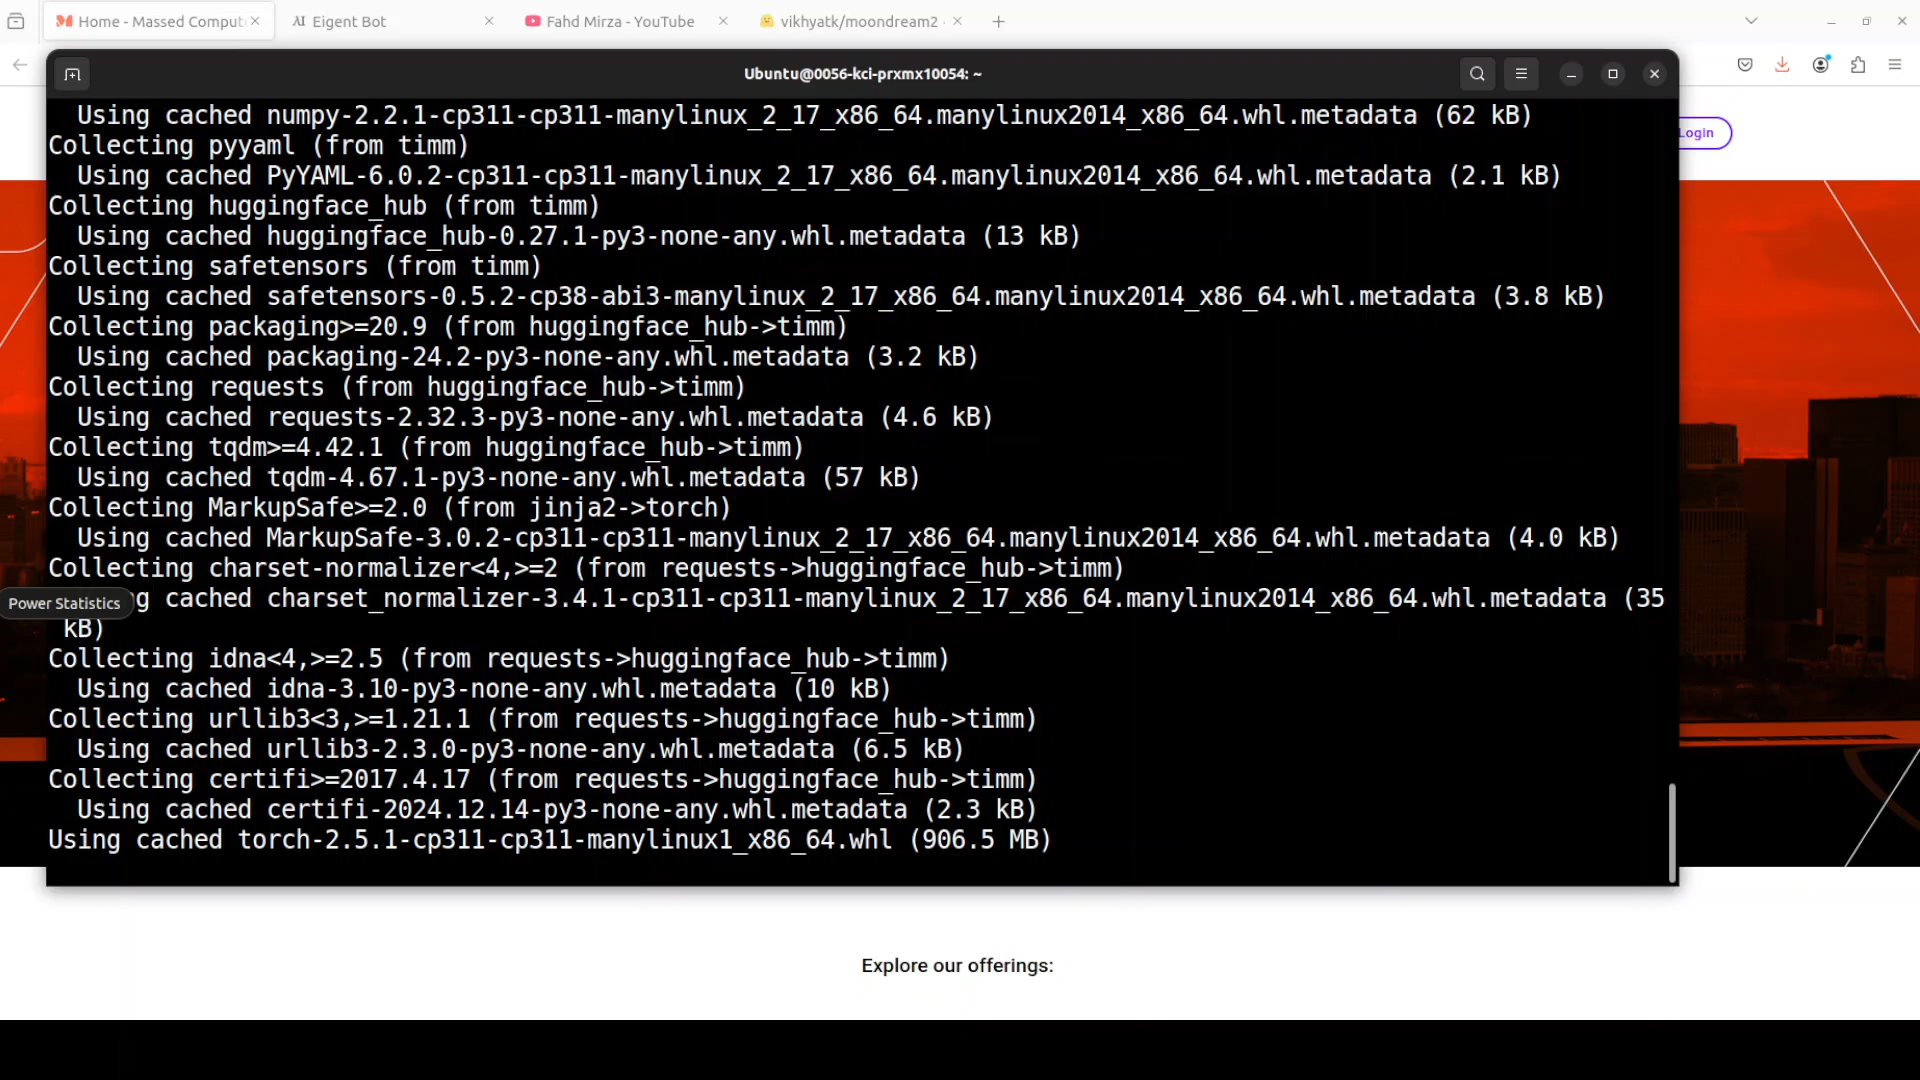 Home - Massed Comput
Eigent Bot
Fahd Mirza - YouTube
vikhyatk/moondream2
Ubuntu@0056-kci-prxmx10054: ~
Login
Using cached numpy-2.2.1-cp311-cp311-manylinux_2_17_x86_64.manylinux2014_x86_64.whl.metadata (62 kB)
Collecting pyyaml (from timm)
Using cached PyYAML-6.0.2-cp311-cp311-manylinux_2_17_x86_64.manylinux2014_x86_64.whl.metadata (2.1 kB)
Collecting huggingface_hub (from timm)
Using cached huggingface_hub-0.27.1-py3-none-any.whl.metadata (13 kB)
Collecting safetensors (from timm)
Using cached safetensors-0.5.2-cp38-abi3-manylinux_2_17_x86_64.manylinux2014_x86_64.whl.metadata (3.8 kB)
Collecting packaging>=20.9 (from huggingface_hub->timm)
Using cached packaging-24.2-py3-none-any.whl.metadata (3.2 kB)
Collecting requests (from huggingface_hub->timm)
Using cached requests-2.32.3-py3-none-any.whl.metadata (4.6 kB)
Collecting tqdm>=4.42.1 (from huggingface_hub->timm)
Using cached tqdm-4.67.1-py3-none-any.whl.metadata (57 kB)
Collecting MarkupSafe>=2.0 (from jinja2->torch)
Using cached MarkupSafe-3.0.2-cp311-cp311-manylinux_2_17_x86_64.manylinux2014_x86_64.whl.metadata (4.0 kB)
Collecting charset-normalizer<4,>=2 (from requests->huggingface_hub->timm)
Power Statistics
g cached charset_normalizer-3.4.1-cp311-cp311-manylinux_2_17_x86_64.manylinux2014_x86_64.whl.metadata (35
kB)
Collecting idna<4,>=2.5 (from requests->huggingface_hub->timm)
Using cached idna-3.10-py3-none-any.whl.metadata (10 kB)
Collecting urllib3<3,>=1.21.1 (from requests->huggingface_hub->timm)
Using cached urllib3-2.3.0-py3-none-any.whl.metadata (6.5 kB)
Collecting certifi>=2017.4.17 (from requests->huggingface_hub->timm)
Using cached certifi-2024.12.14-py3-none-any.whl.metadata (2.3 kB)
Using cached torch-2.5.1-cp311-cp311-manylinux1_x86_64.whl (906.5 MB)
Explore our offerings: